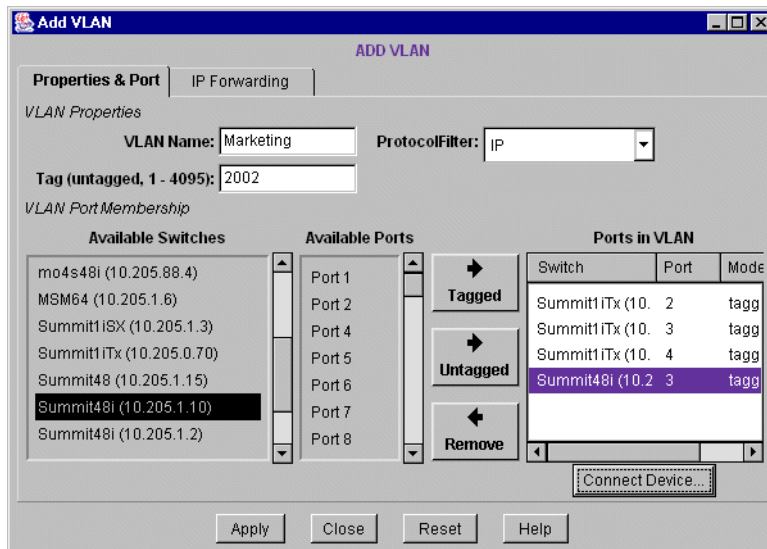 Add VLAN
ADD VLAN
Properties & Port
IP Forwarding
VLAN Properties
VLAN Name: Marketing
ProtocolFilter: IP
Tag (untagged, 1 - 4095): 2002
VLAN Port Membership
Available Switches
mo4s48i (10.205.88.4)
MSM64 (10.205.1.6)
Summit1iSX (10.205.1.3)
Summit1iTx (10.205.0.70)
Summit48 (10.205.1.15)
Summit48i (10.205.1.10)
Summit48i (10.205.1.2)
Available Ports
Port 1
Port 2
Port 4
Port 5
Port 6
Port 7
Port 8
Tagged
Untagged
Remove
Ports in VLAN
Switch Port Mode
Summit1iTx (10. 2 tagg
Summit1iTx (10. 3 tagg
Summit1iTx (10. 4 tagg
Summit48i (10.2 3 tagg
Connect Device...
Apply
Close
Reset
Help